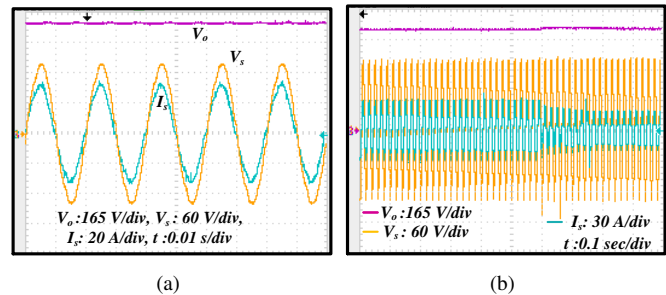 Vo
Vs
Is
Vo :165 V/div, Vs : 60 V/div,
Is: 20 A/div, t :0.01 s/div
Vo :165 V/div
Vs : 60 V/div
Is: 30 A/div
t :0.1 sec/div
(a)
(b)